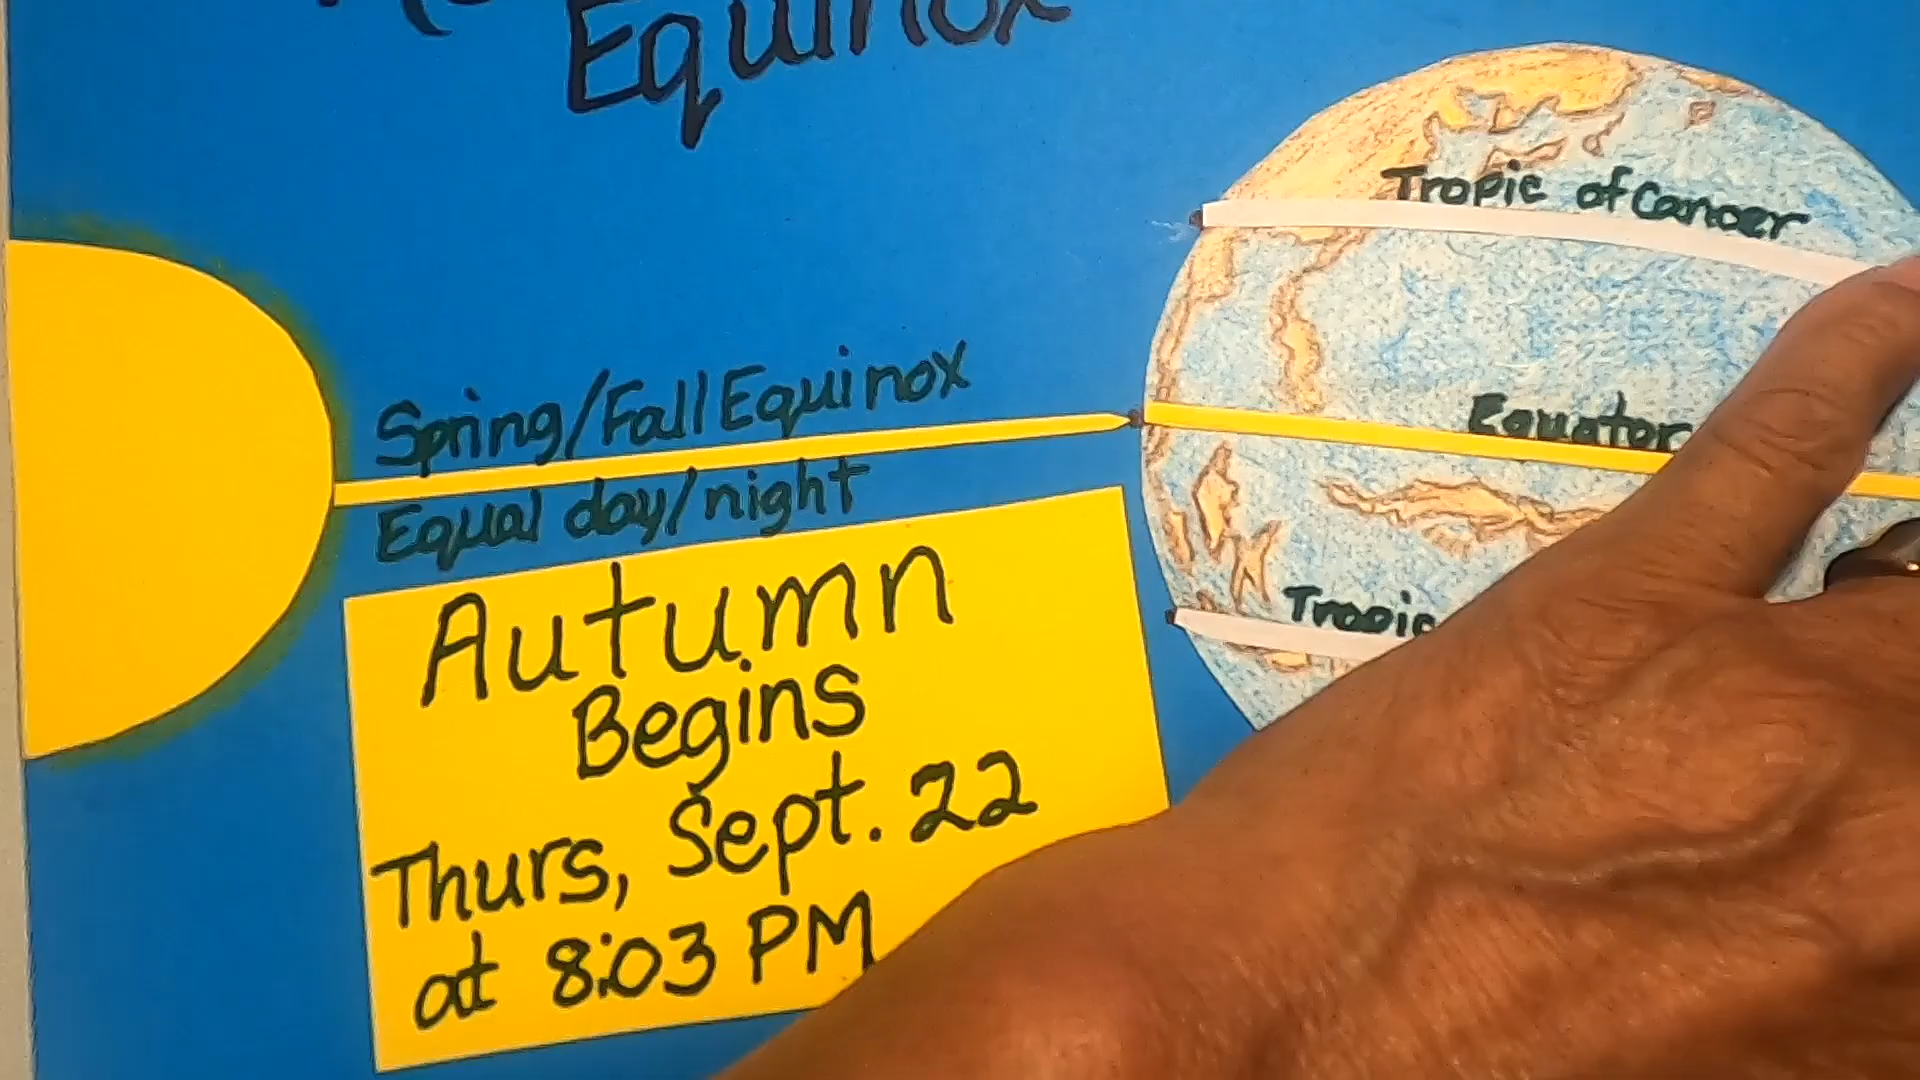 Equinox
Tropic of Cancer
Spring/Fall Equinox
Equator
Equal day/night
Autumn
Begins
Thurs, Sept. 22
at 8:03 PM
Tropic